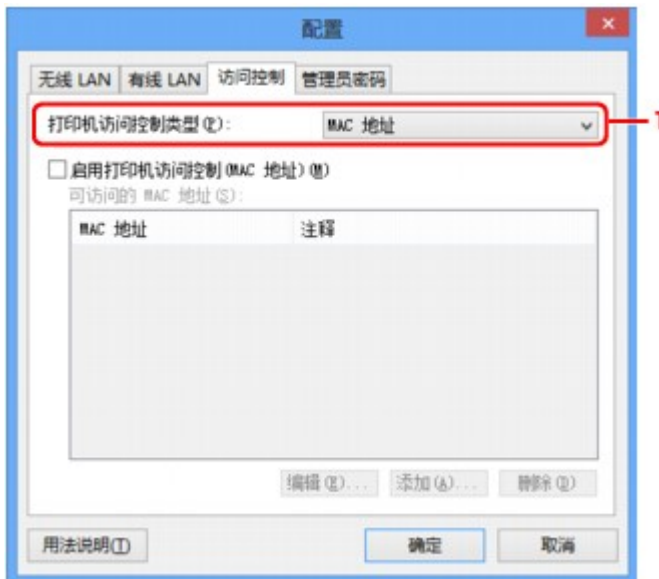 配置
无线 LAN 有线 LAN 访问控制 管理员密码
打印机访问控制类型(P): MAC 地址 1
启用打印机访问控制(MAC 地址)(M)
可访问的 MAC 地址(S):
MAC 地址 注释
编辑(E)... 添加(A)... 删除(D)
用法说明(I) 确定 取消